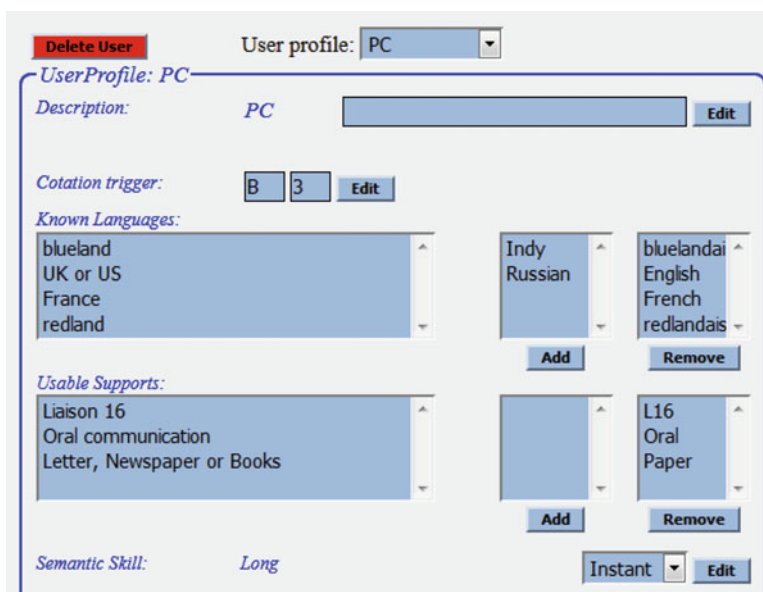 Delete User User profile: PC
UserProfile: PC
Description: PC Edit
Cotation trigger: B 3 Edit
Known Languages:
blueland Indy bluelandai
UK or US Russian English
France French
redland redlandais
Add Remove
Usable Supports:
Liaison 16 L16
Oral communication Oral
Letter, Newspaper or Books Paper
Add Remove
Semantic Skill: Long Instant Edit